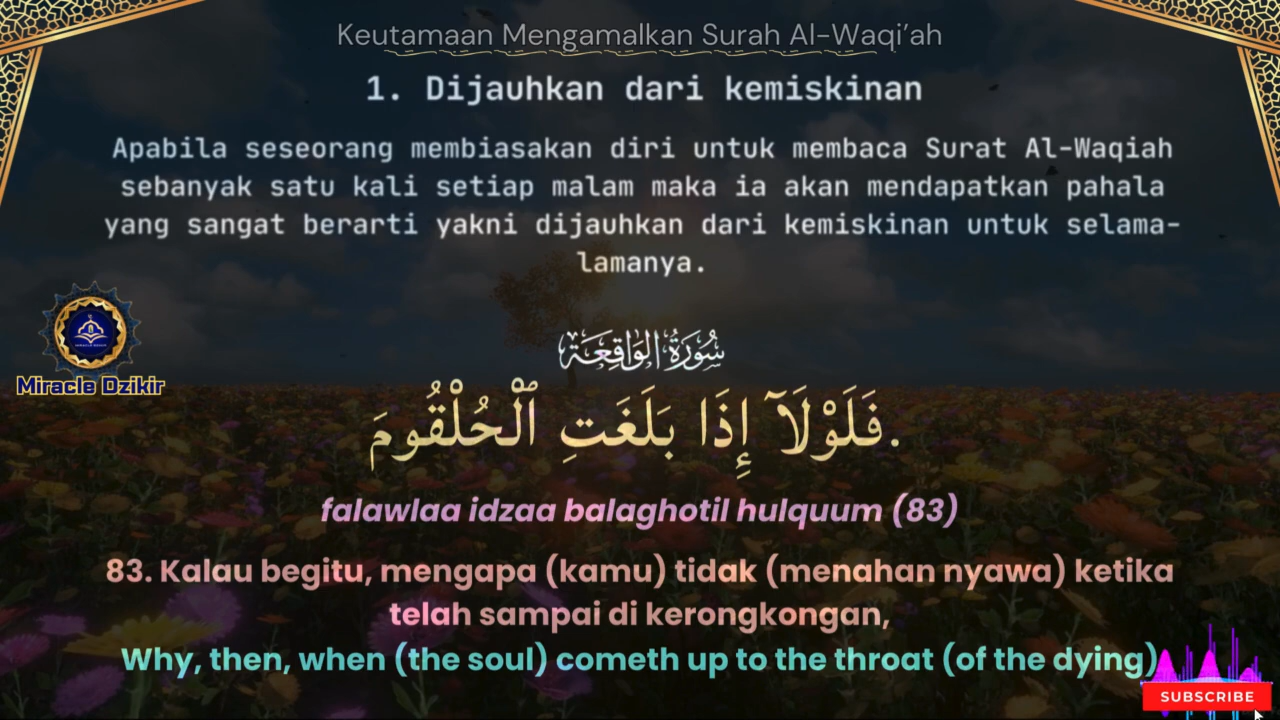 Keutamaan Mengamalkan Surah Al-Waqi’ah
1. Dijauhkan dari kemiskinan
Apabila seseorang membiasakan diri untuk membaca Surat Al-Waqiah
sebanyak satu kali setiap malam maka ia akan mendapatkan pahala
yang sangat berarti yakni dijauhkan dari kemiskinan untuk selama-
lamanya.
سُورَةُ الوَاقِعَة
Miracle Dzikir
فَلَوْلَآ إِذَا بَلَغَتِ ٱلْحُلْقُومَ.
falawlaa idzaa balaghotil hulquum (83)
83. Kalau begitu, mengapa (kamu) tidak (menahan nyawa) ketika
telah sampai di kerongkongan,
Why, then, when (the soul) cometh up to the throat (of the dying)
SUBSCRIBE